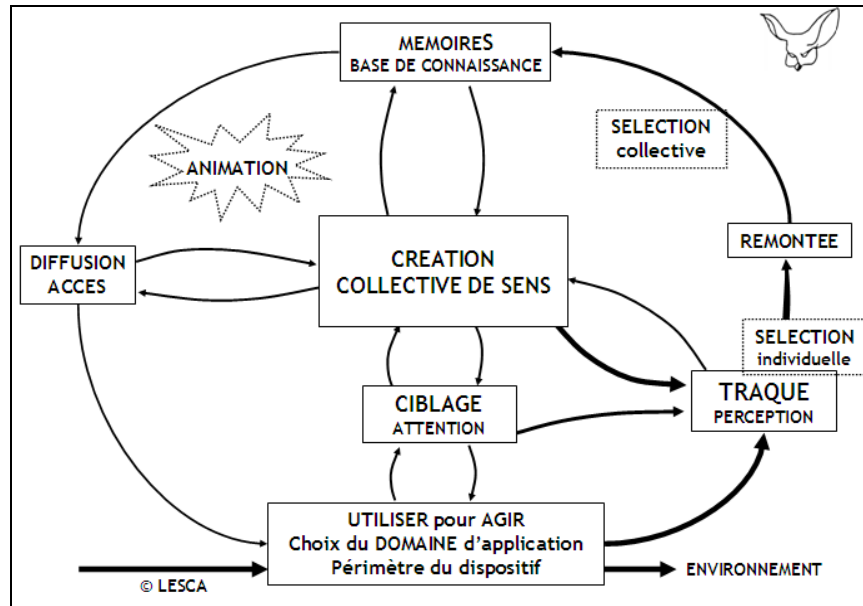 MEMOIRES
BASE DE CONNAISSANCE
SELECTION
collective
ANIMATION
REMONTEE
DIFFUSION
ACCES
CREATION
COLLECTIVE DE SENS
SELECTION
individuelle
TRAQUE
PERCEPTION
CIBLAGE
ATTENTION
UTILISER pour AGIR
Choix du DOMAINE d'application
Périmètre du dispositif
ENVIRONNEMENT
© LESCA